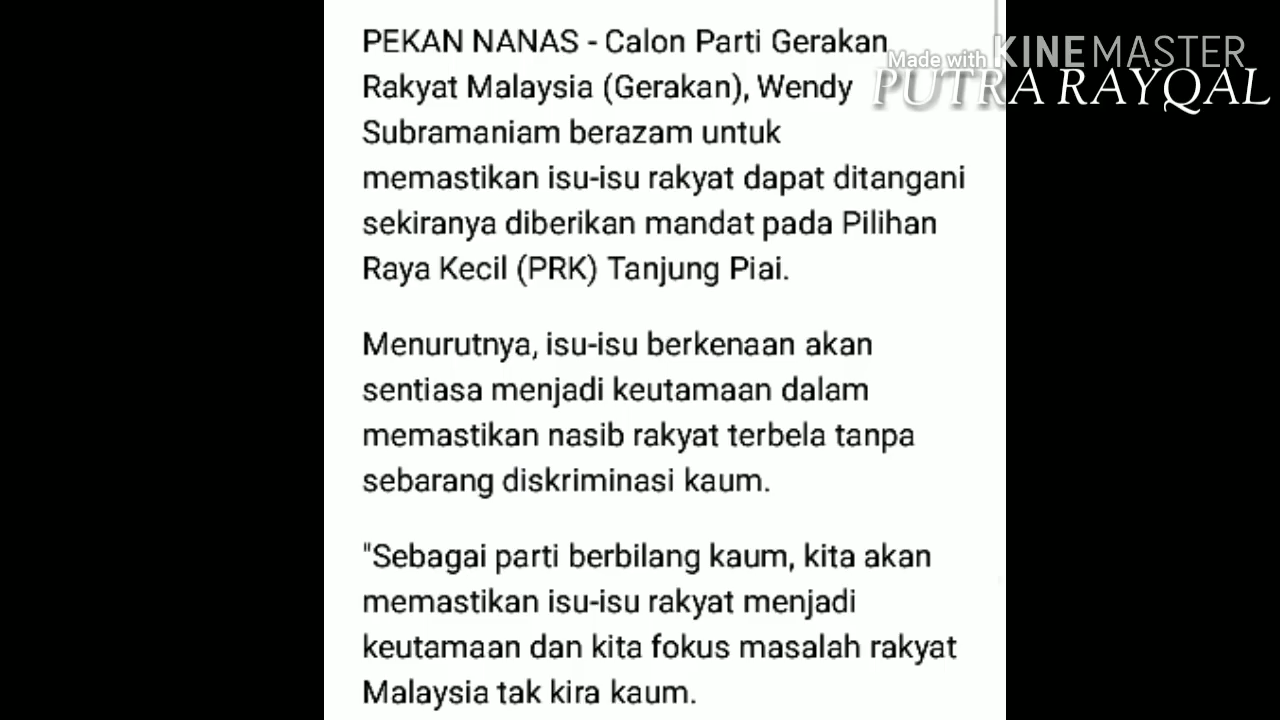 PEKAN NANAS - Calon Parti Gerakan
Rakyat Malaysia (Gerakan), Wendy
Subramaniam berazam untuk
memastikan isu-isu rakyat dapat ditangani
sekiranya diberikan mandat pada Pilihan
Raya Kecil (PRK) Tanjung Piai.
Menurutnya, isu-isu berkenaan akan
sentiasa menjadi keutamaan dalam
memastikan nasib rakyat terbela tanpa
sebarang diskriminasi kaum.
"Sebagai parti berbilang kaum, kita akan
memastikan isu-isu rakyat menjadi
keutamaan dan kita fokus masalah rakyat
Malaysia tak kira kaum.
Made with KINEMASTER
PUTRA RAYQAL